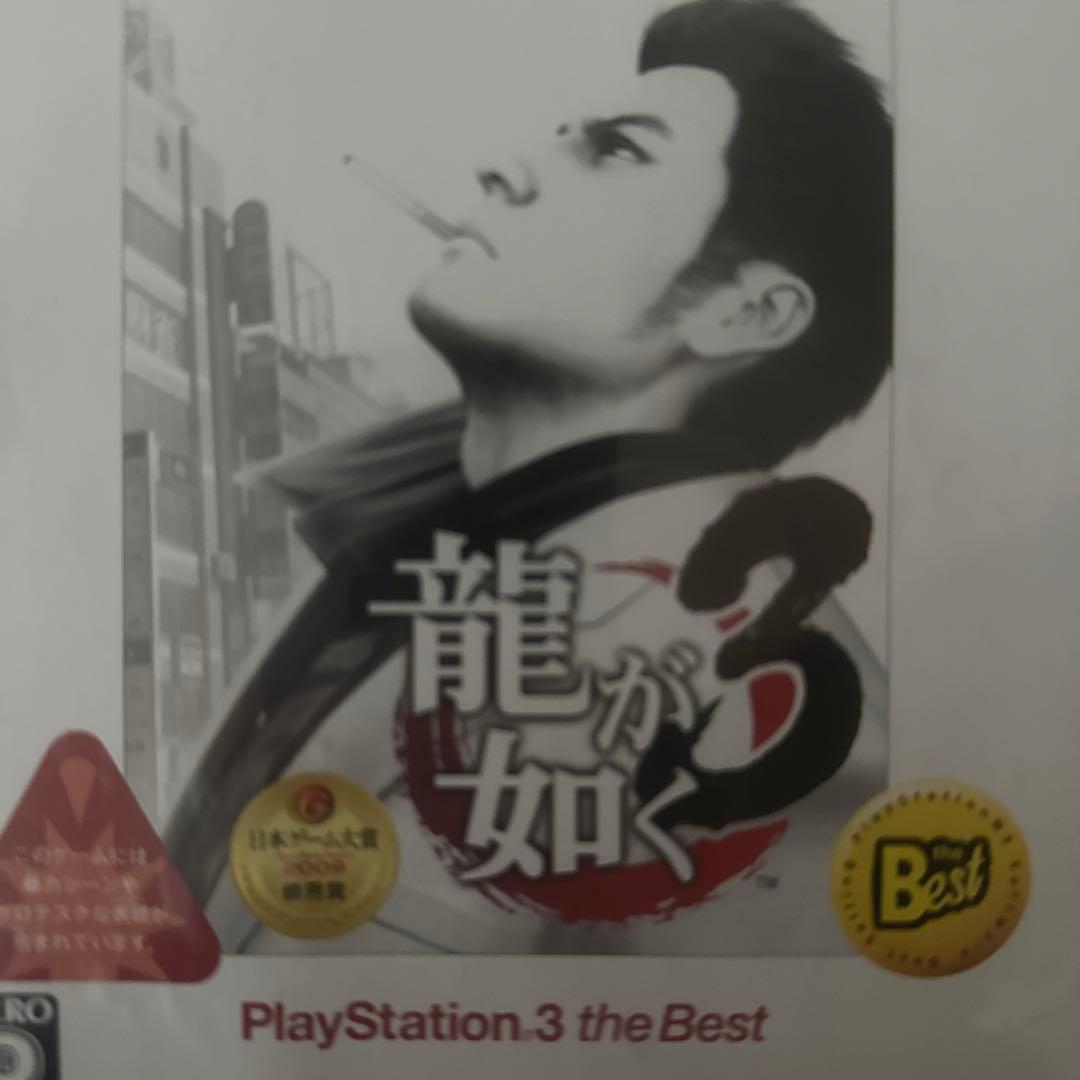 龍が
如く
3
TM
このゲームには
暴力シーンや
グロテスクな表現が
含まれています。
日本ゲーム大賞
2009
優秀賞
the
Best
PlayStation®3 the Best